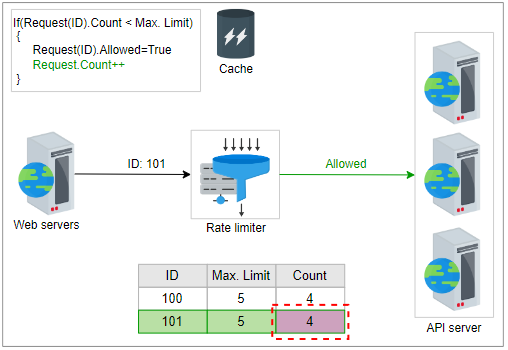 If(Request(ID).Count < Max. Limit)
{
Request(ID).Allowed=True
Request.Count++
}
Cache
ID: 101
Allowed
Web servers
Rate limiter
API server
ID Max. Limit Count
100 5 4
101 5 4